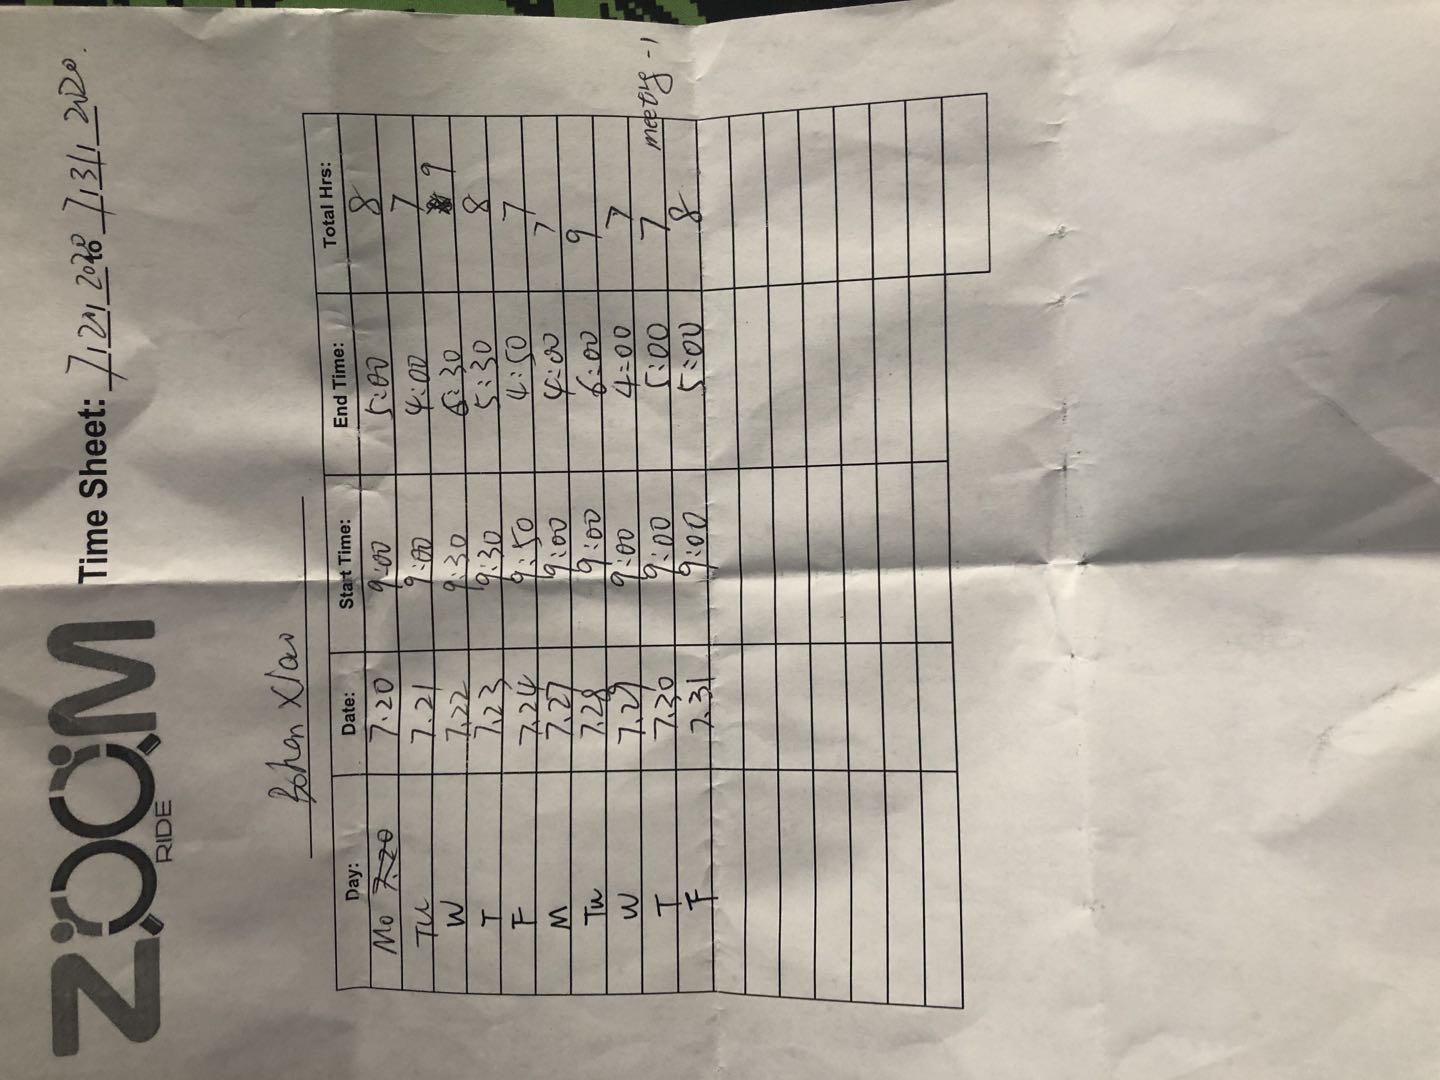 ZOOM
RIDE
Time Sheet: 7/20/2020 to 7/31/2020.
Bohan Xiao
Day: Date: Start Time: End Time: Total Hrs:
Mo 7.20 7.20 9:00 5:00 8
TU 7.21 9:00 4:00 7
W 7.22 9:30 6:30 9
T 7.23 9:30 5:30 8
F 7.24 9:50 4:50 7
M 7.27 9:00 4:00 7
Tu 7.28 9:00 6:00 9
W 7.29 9:00 4:00 7
T 7.30 9:00 5:00 7 meeting -1
F 7.31 9:00 5:00 8